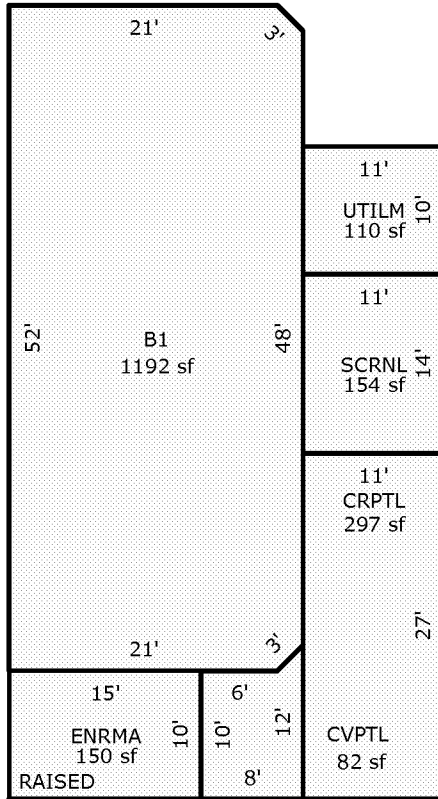 21'
3'
11'
UTILM
10'
110 sf
11'
52'
B1
1192 sf
48'
SCRNL
14'
154 sf
11'
CRPTL
297 sf
27'
21'
3'
15'
6'
ENRMA
150 sf
10'
10'
12'
CVPTL
82 sf
RAISED
8'